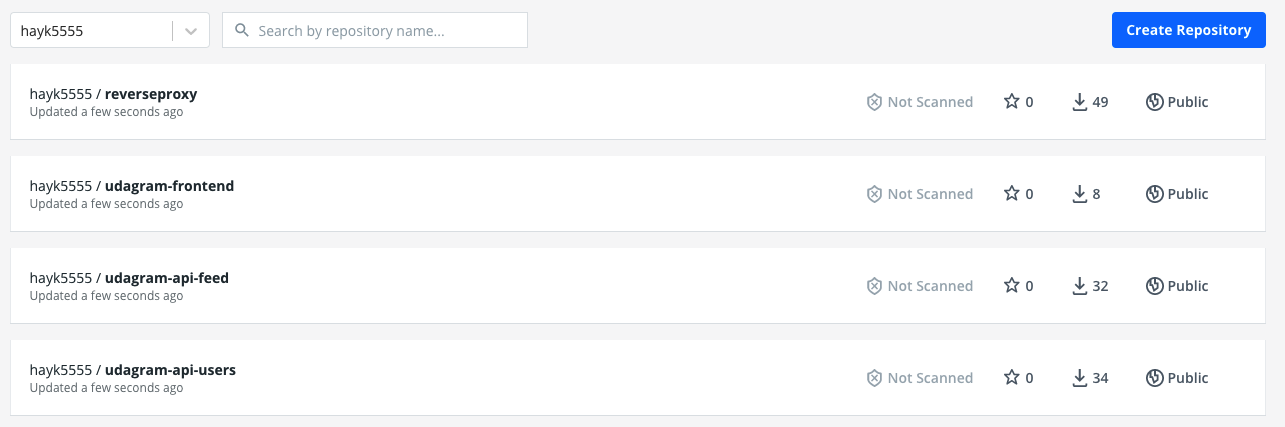 hayk5555
Search by repository name...
Create Repository
hayk5555 / reverseproxy
Updated a few seconds ago
Not Scanned
0
49
Public
hayk5555 / udagram-frontend
Updated a few seconds ago
Not Scanned
0
8
Public
hayk5555 / udagram-api-feed
Updated a few seconds ago
Not Scanned
0
32
Public
hayk5555 / udagram-api-users
Updated a few seconds ago
Not Scanned
0
34
Public